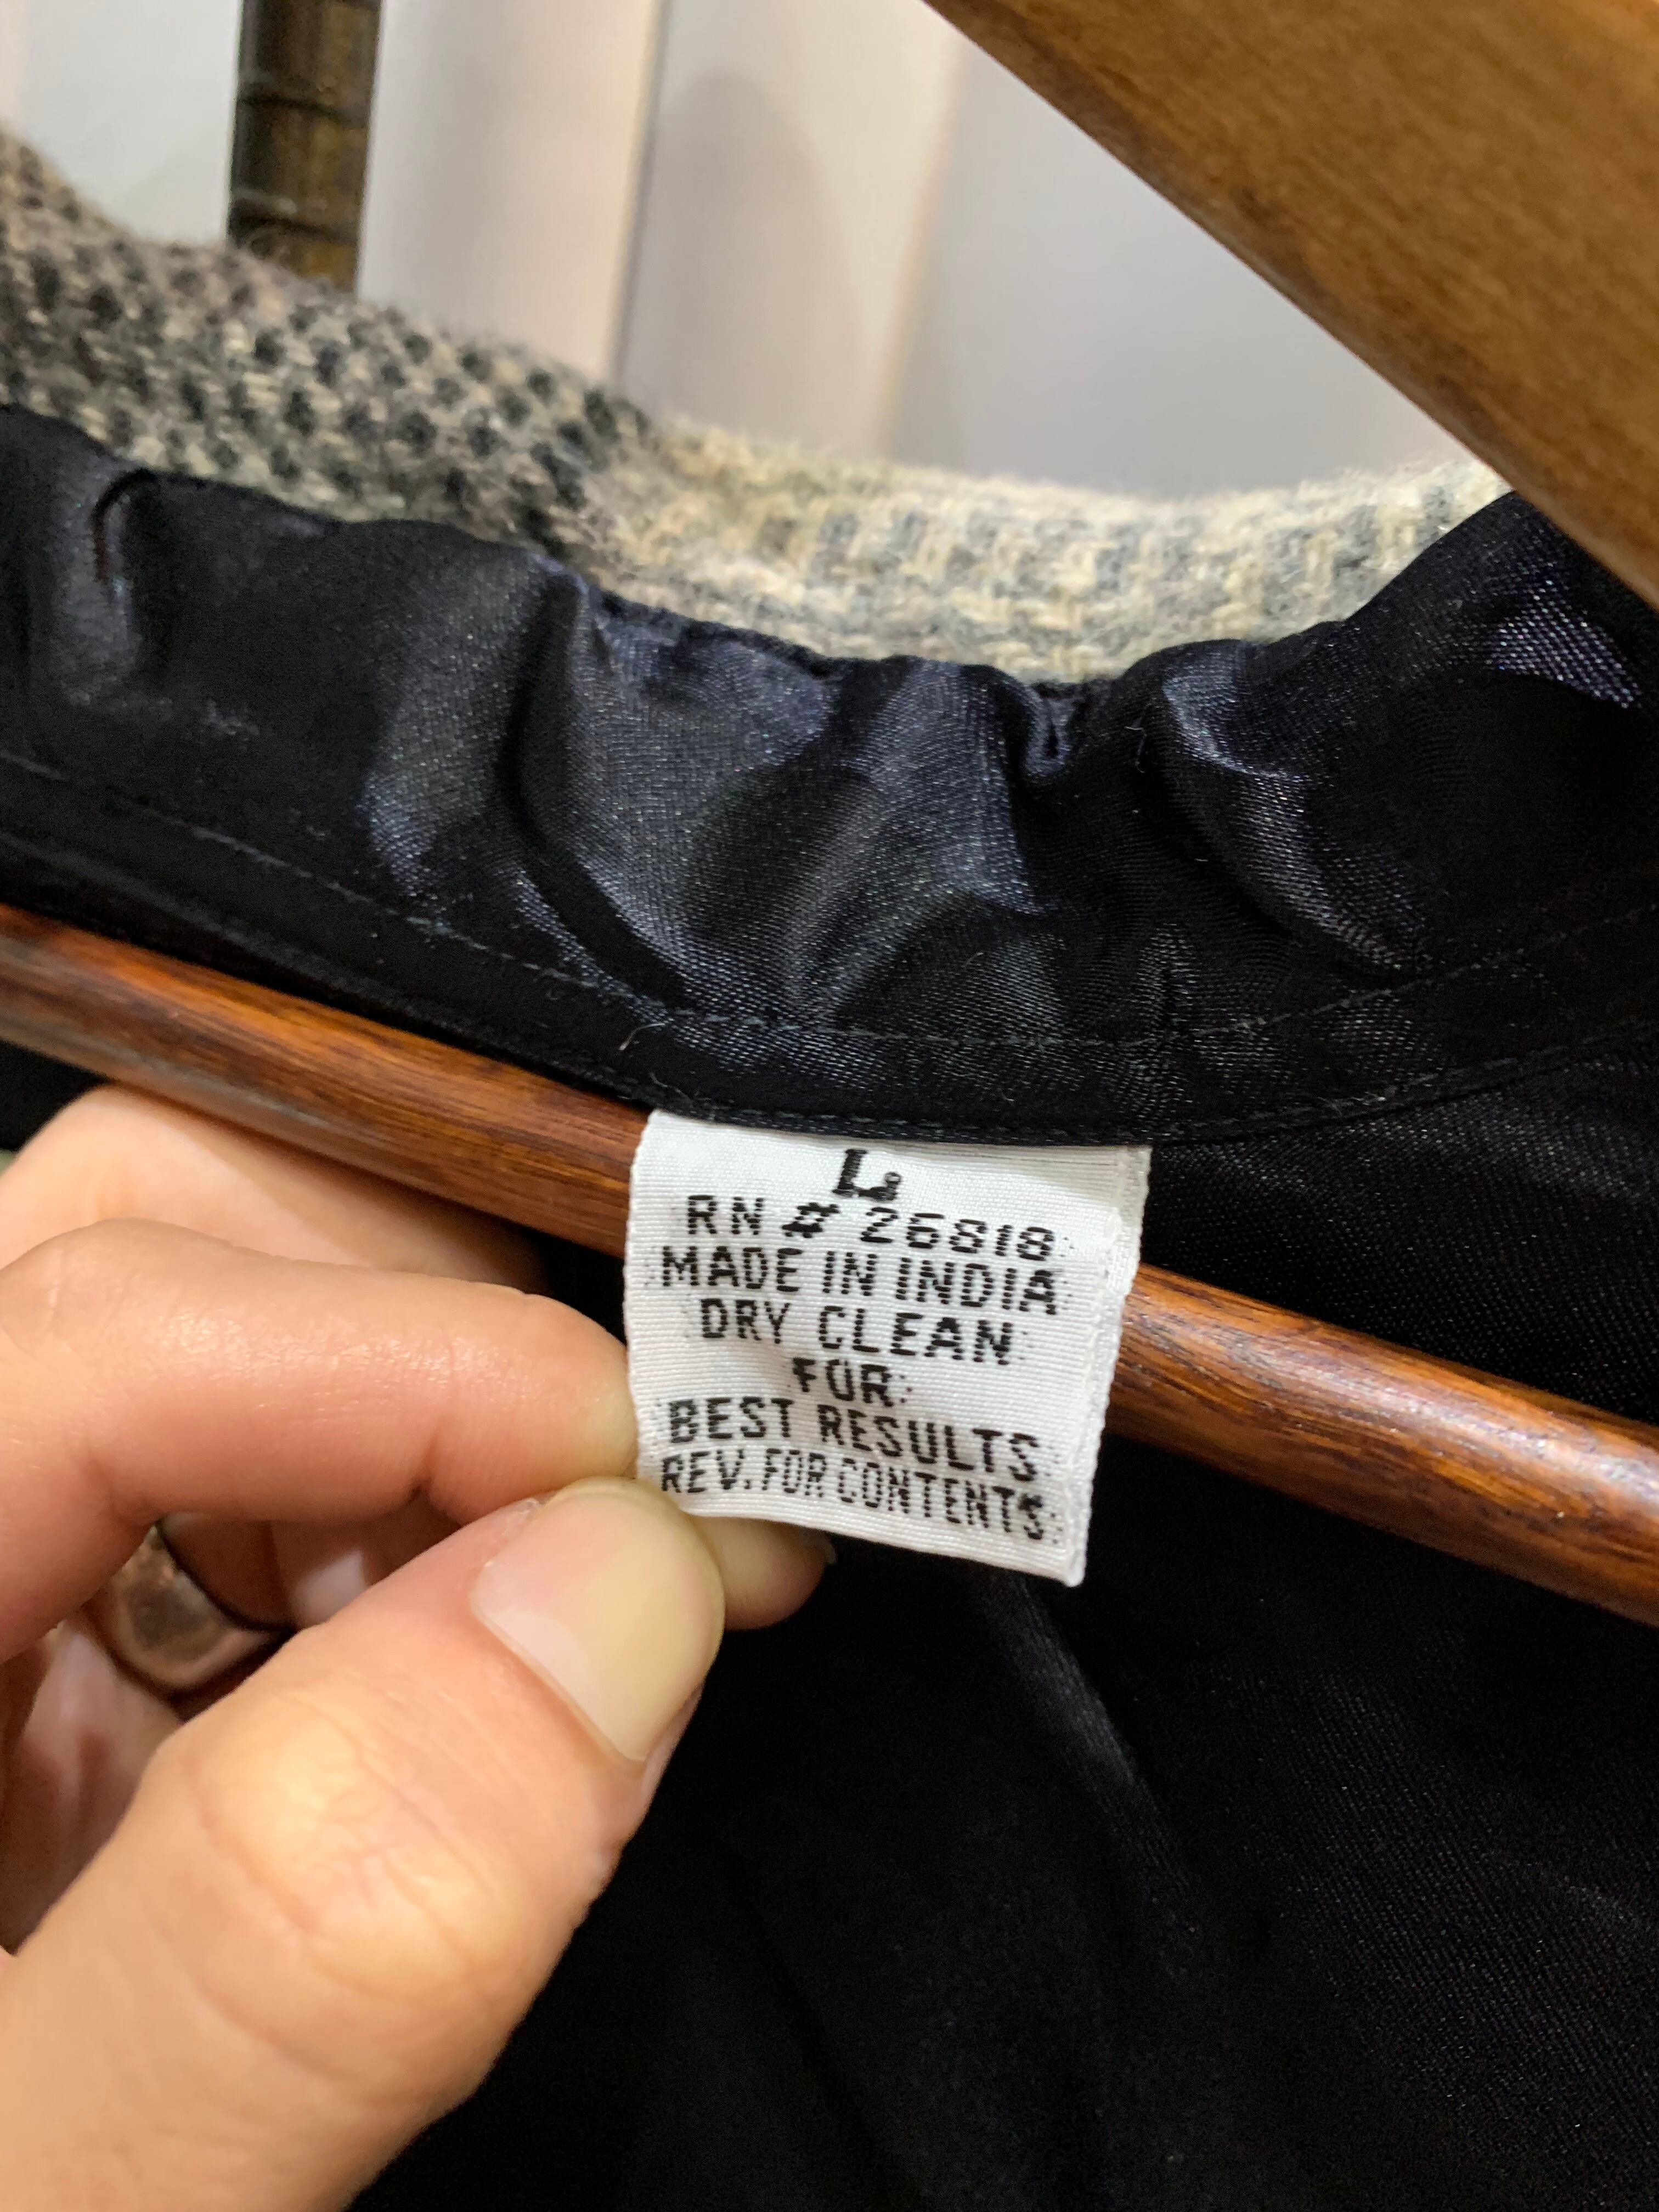 L
RN # 26818
MADE IN INDIA
DRY CLEAN
FOR
BEST RESULTS
REV. FOR CONTENTS